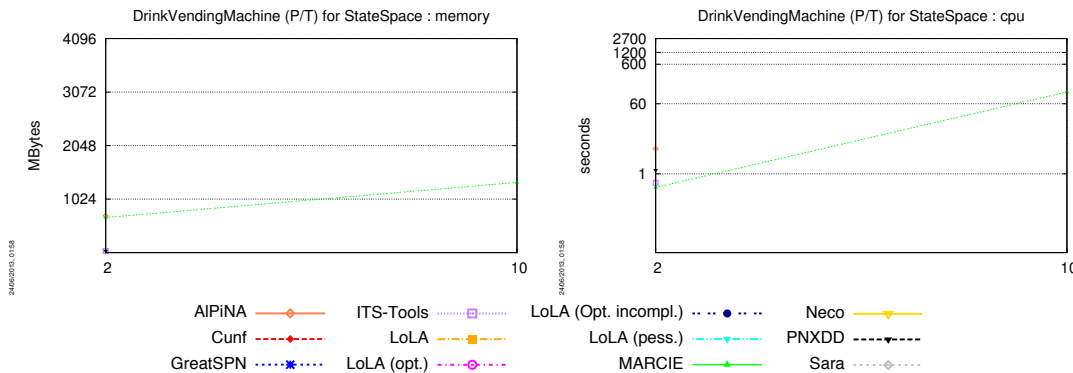 DrinkVendingMachine (P/T) for StateSpace : memory
4096
3072
2048
1024
MBytes
2
10
24/06/2013, 01:58
DrinkVendingMachine (P/T) for StateSpace : cpu
2700
1200
600
60
1
seconds
2
10
24/06/2013, 01:58
AlPiNA
Cunf
GreatSPN
ITS-Tools
LoLA
LoLA (opt.)
LoLA (Opt. incompl.)
LoLA (pess.)
MARCIE
Neco
PNXDD
Sara